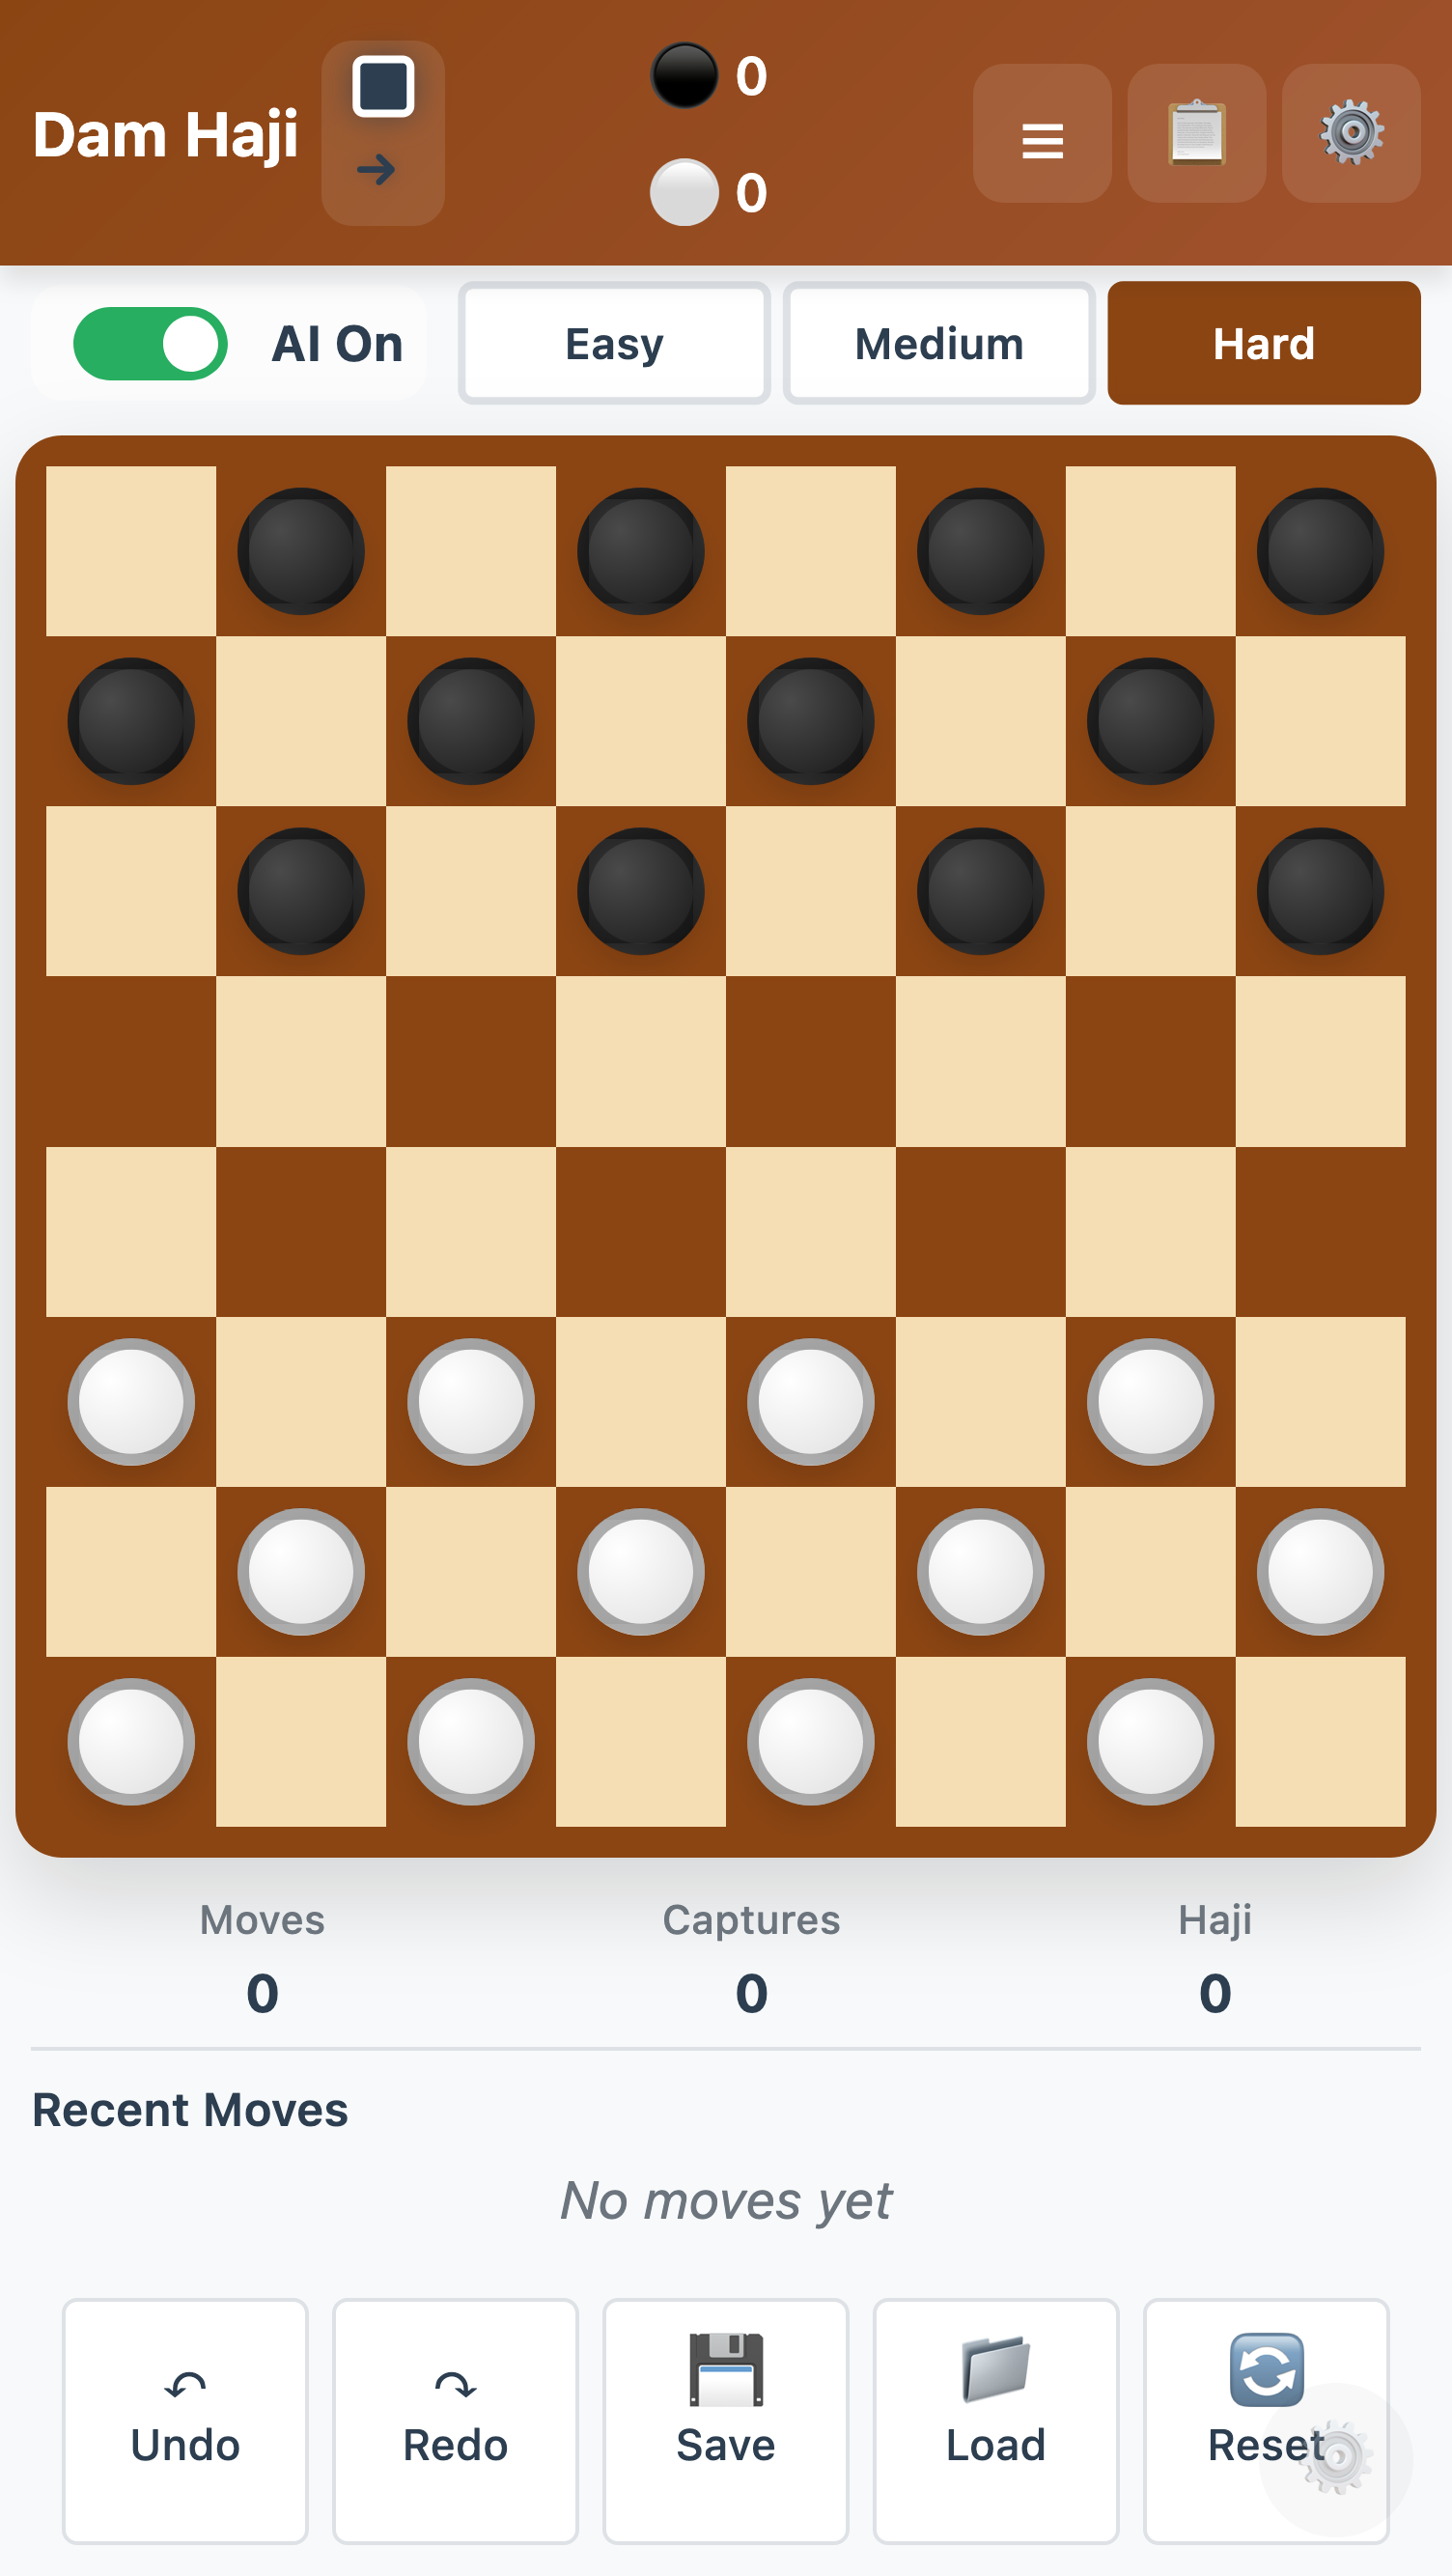 Dam Haji
➔
0
0
AI On
Easy
Medium
Hard
Moves
Captures
Haji
0
0
0
Recent Moves
No moves yet
Undo
Redo
Save
Load
Reset